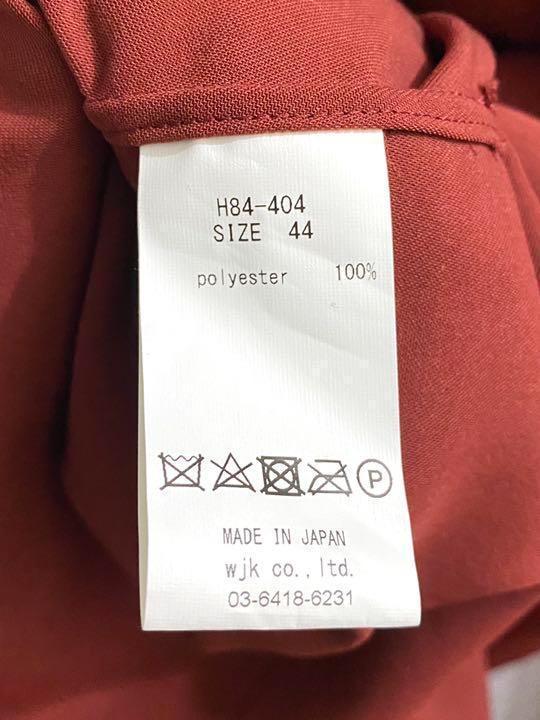 H84-404
SIZE 44
polyester 100%
P
MADE IN JAPAN
wjk co.,ltd.
03-6418-6231